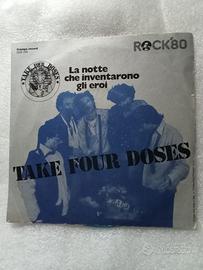 La notte
che inventarono
gli eroi
ROCK'80
TAKE FOUR DOSES